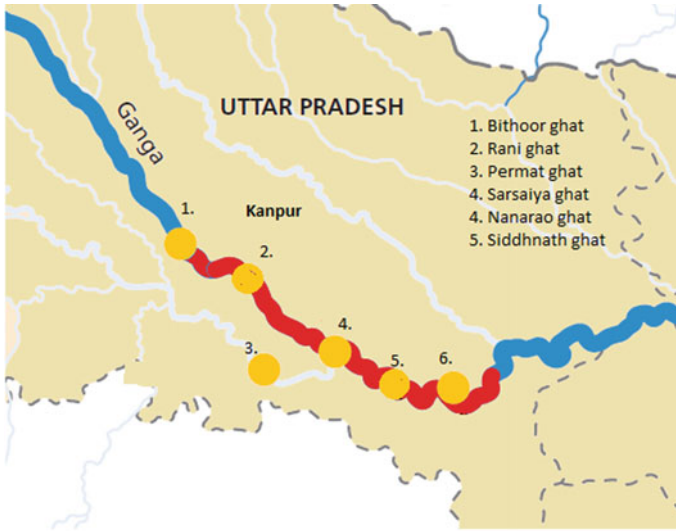 Ganga
UTTAR PRADESH
1. Bithoor ghat
2. Rani ghat
3. Permat ghat
4. Sarsaiya ghat
4. Nanarao ghat
5. Siddhnath ghat
1.
Kanpur
2.
3.
4.
5.
6.